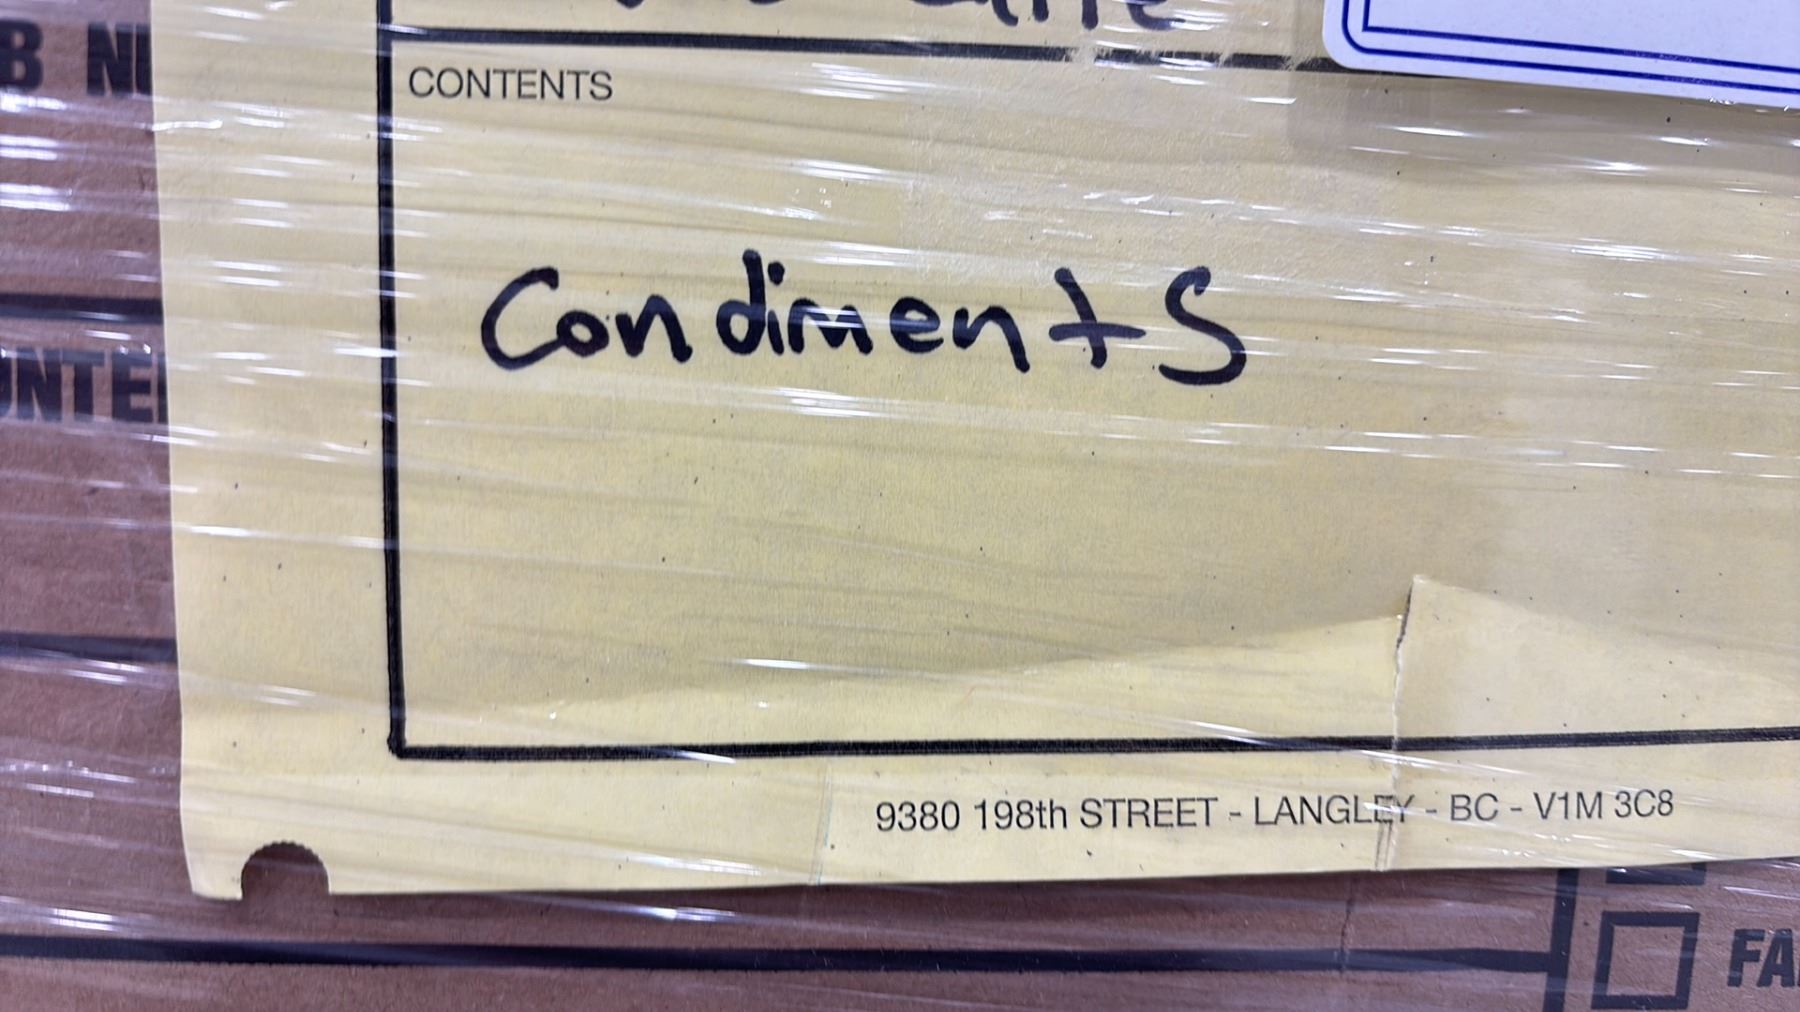 CONTENTS
Condiments
9380 198th STREET - LANGLEY - BC - V1M 3C8